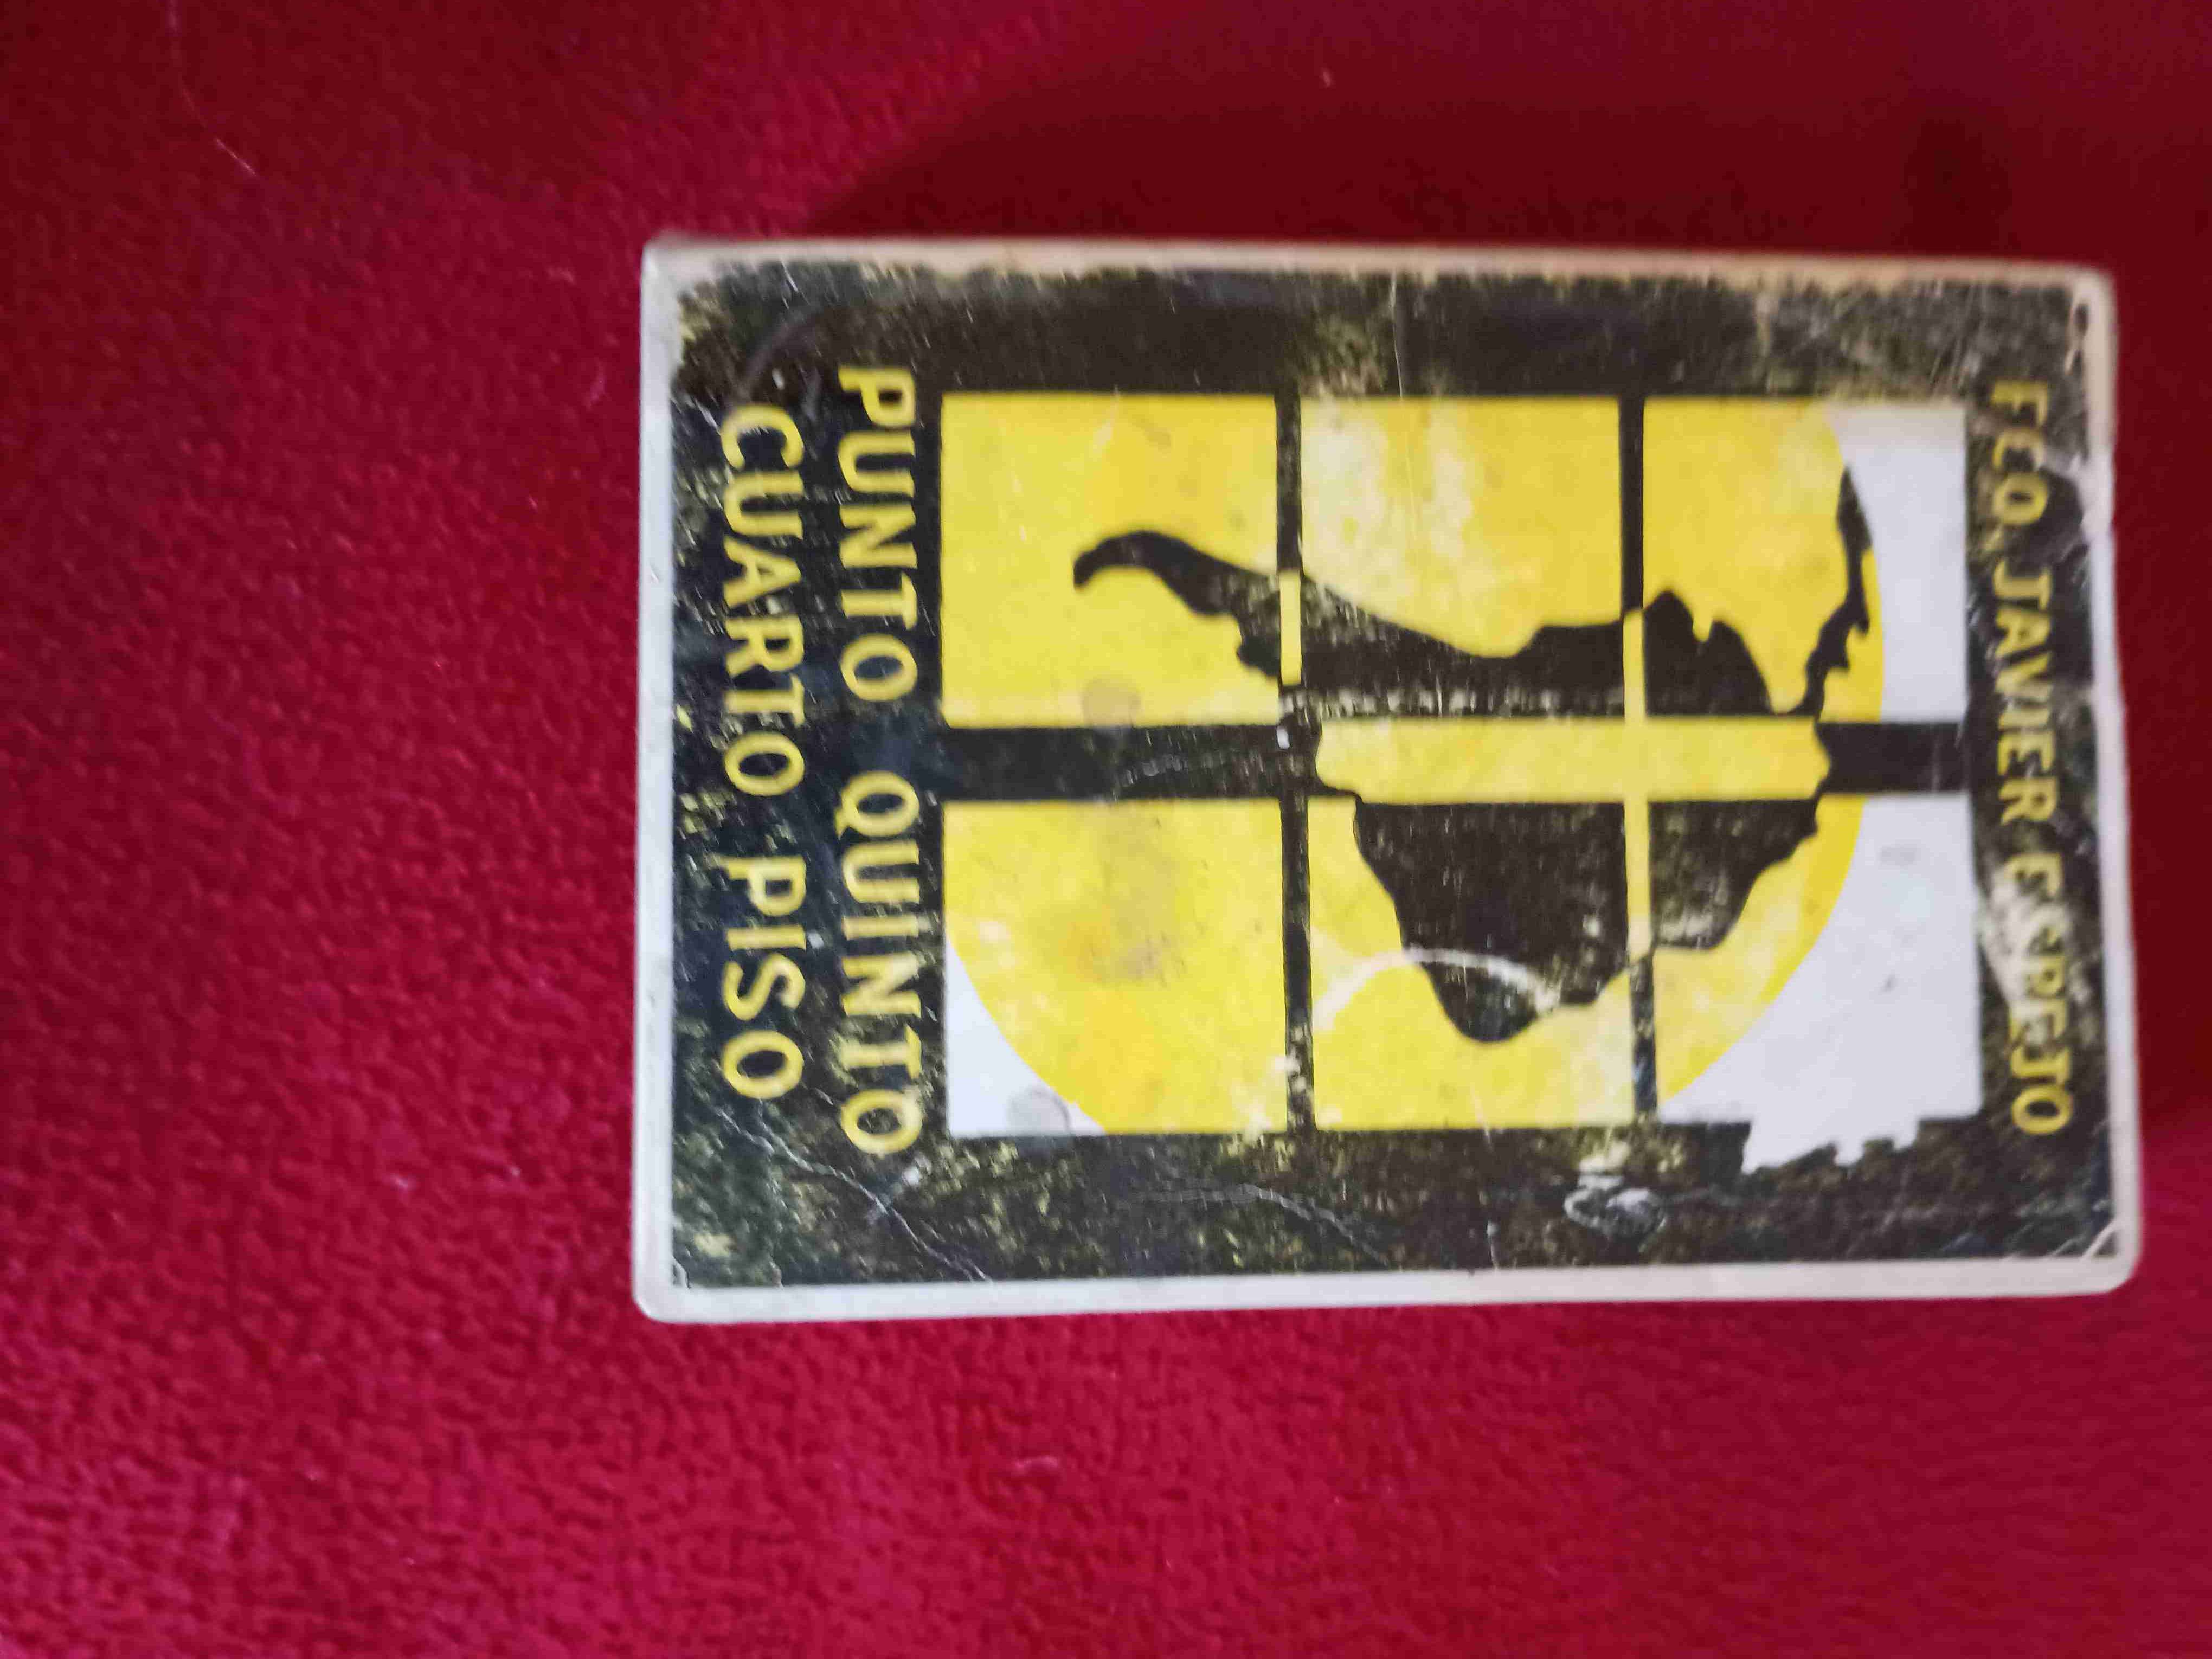 FCO. JAVIER ESPEJO
PUNTO QUINTO
CUARTO PISO